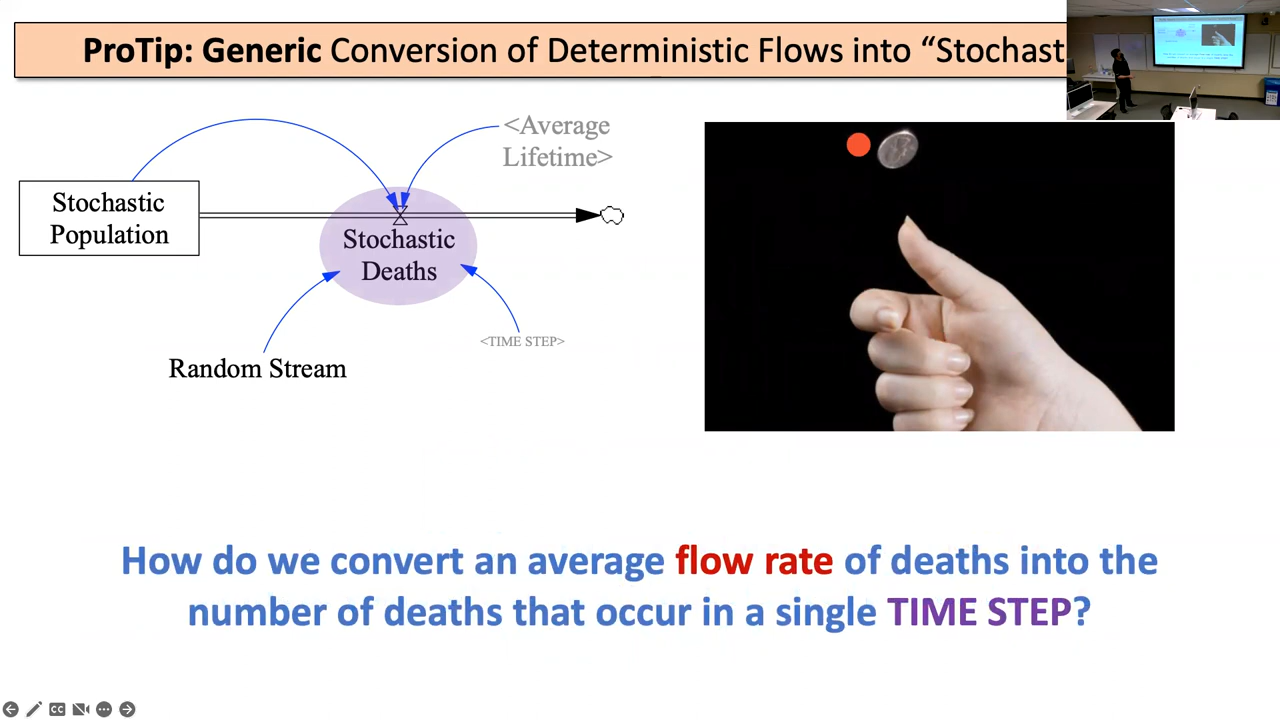 ProTip: Generic Conversion of Deterministic Flows into “Stochast
<Average
Lifetime>
Stochastic
Population
Stochastic
Deaths
<TIME STEP>
Random Stream
How do we convert an average flow rate of deaths into the
number of deaths that occur in a single TIME STEP?
CC